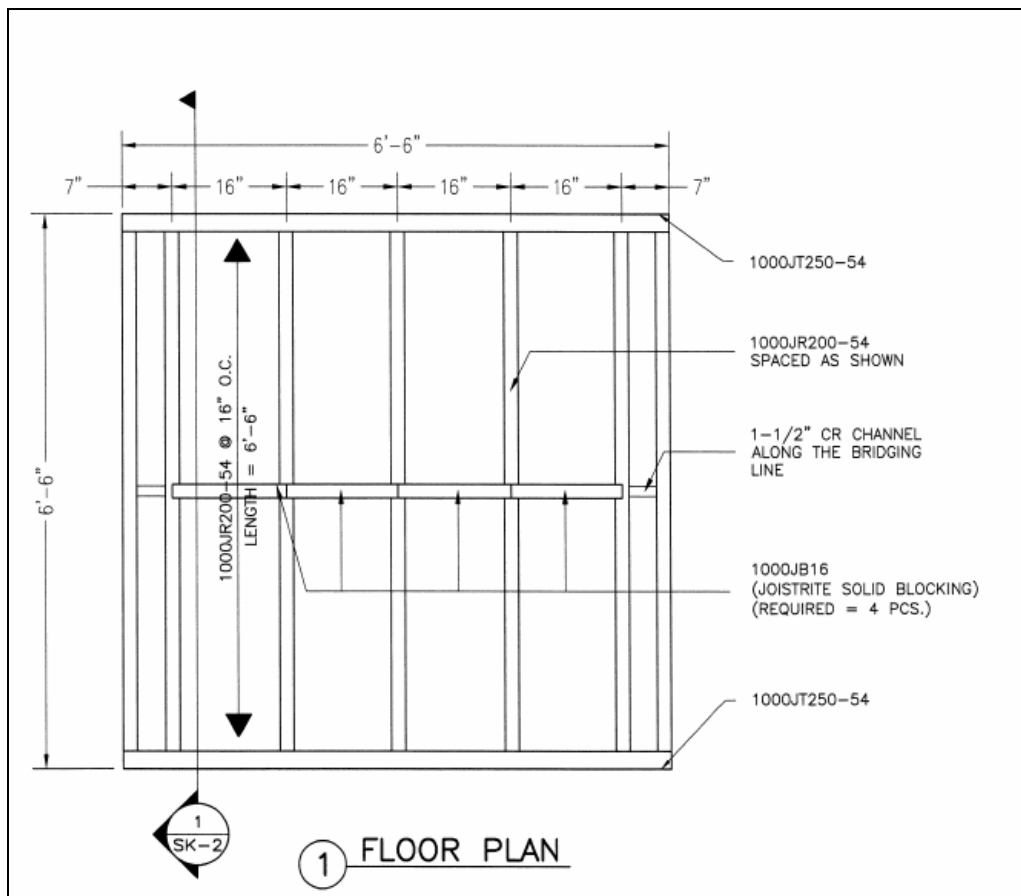 6'-6"
7" 16" 16" 16" 16" 7"
1000JT250-54
1000JR200-54
SPACED AS SHOWN
1000JR200-54 @ 16" O.C.
LENGTH = 6'-6"
1-1/2" CR CHANNEL
ALONG THE BRIDGING
LINE
6'-6"
1000JB16
(JOISTRITE SOLID BLOCKING)
(REQUIRED = 4 PCS.)
1000JT250-54
1
SK-2
1 FLOOR PLAN